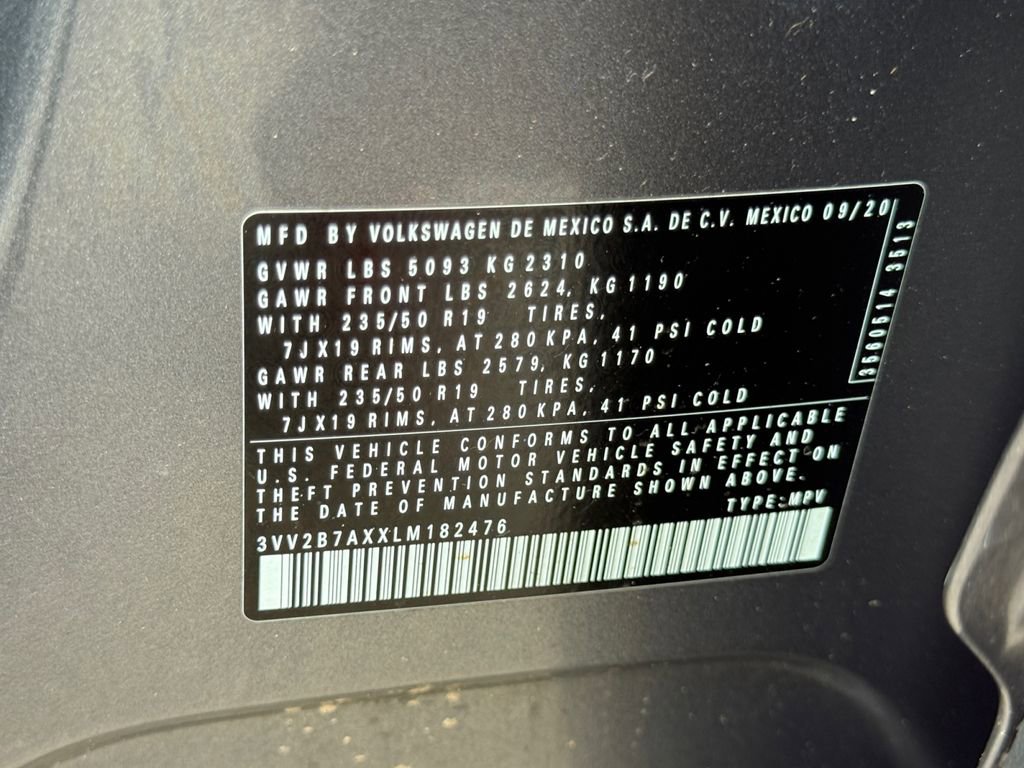 MFD BY VOLKSWAGEN DE MEXICO S.A. DE C.V. MEXICO 09/20
GVWR LBS 5093 KG 2310
GAWR FRONT LBS 2624, KG 1190
WITH 235/50 R19 TIRES,
7JX19 RIMS, AT 280 KPA, 41 PSI COLD
GAWR REAR LBS 2579, KG 1170
WITH 235/50 R19 TIRES,
7JX19 RIMS, AT 280 KPA, 41 PSI COLD
3560514 3513
THIS VEHICLE CONFORMS TO ALL APPLICABLE
U.S. FEDERAL MOTOR VEHICLE SAFETY AND
THEFT PREVENTION STANDARDS IN EFFECT ON
THE DATE OF MANUFACTURE SHOWN ABOVE.
TYPE:MPV
3VV2B7AXXLM182476